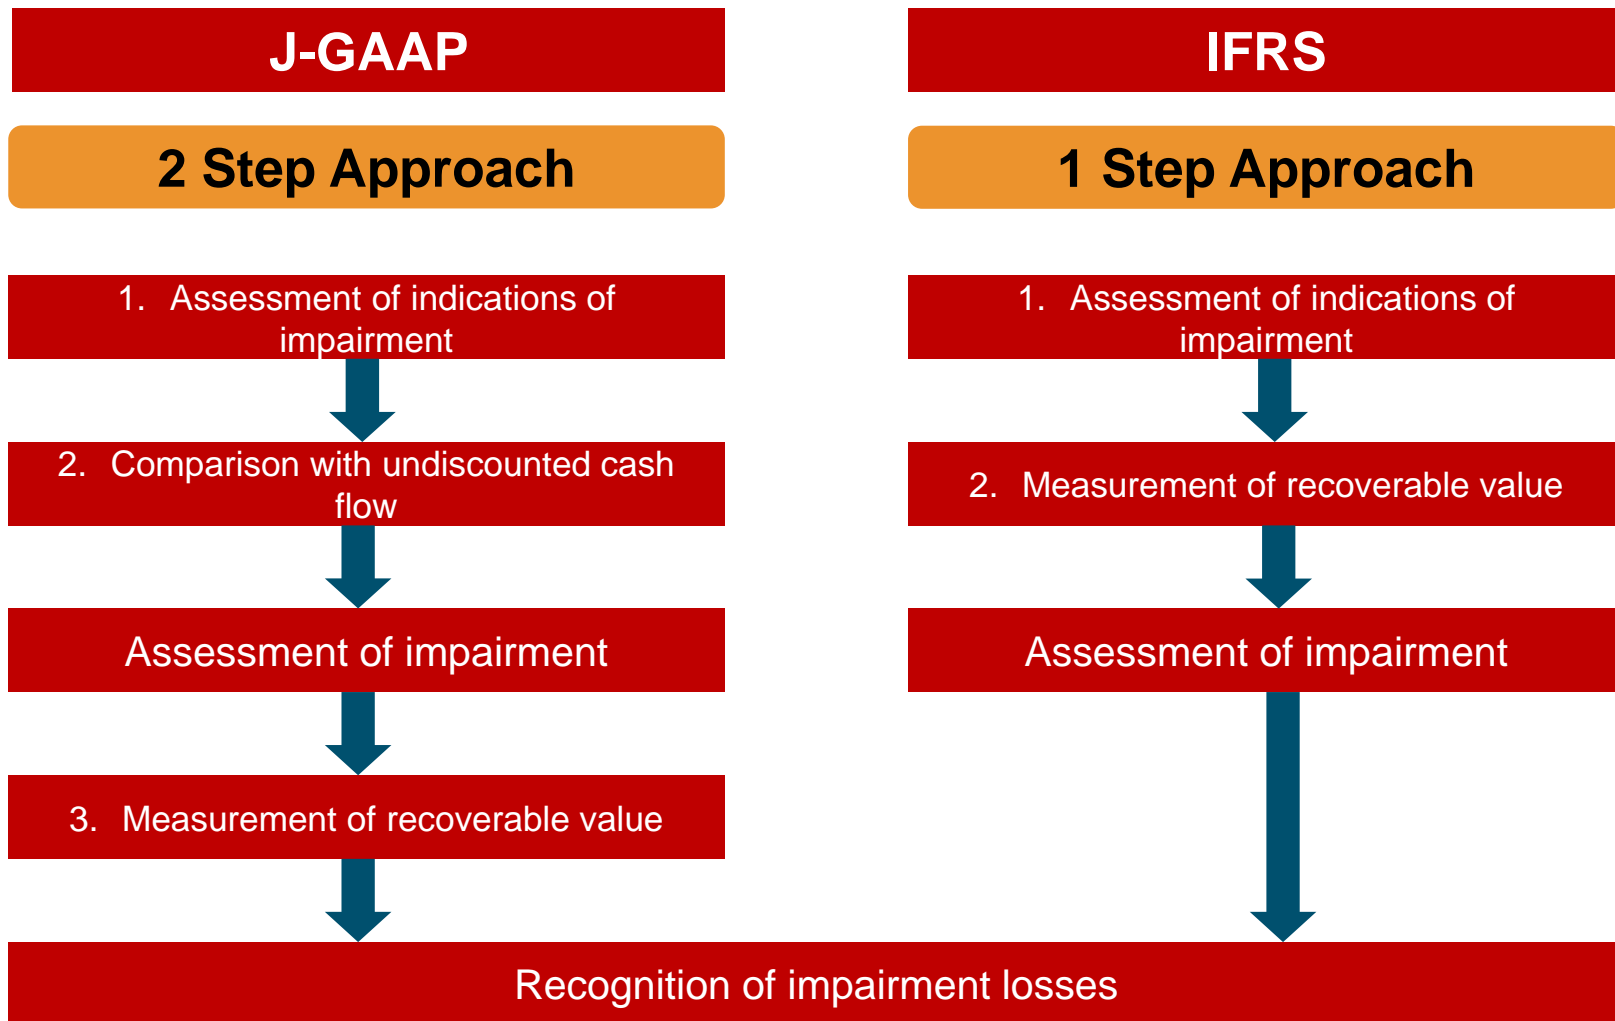 J-GAAP
2 Step Approach
1. Assessment of indications of
impairment
2. Comparison with undiscounted cash
flow
Assessment of impairment
3. Measurement of recoverable value
IFRS
1 Step Approach
1. Assessment of indications of
impairment
2. Measurement of recoverable value
Assessment of impairment
Recognition of impairment losses